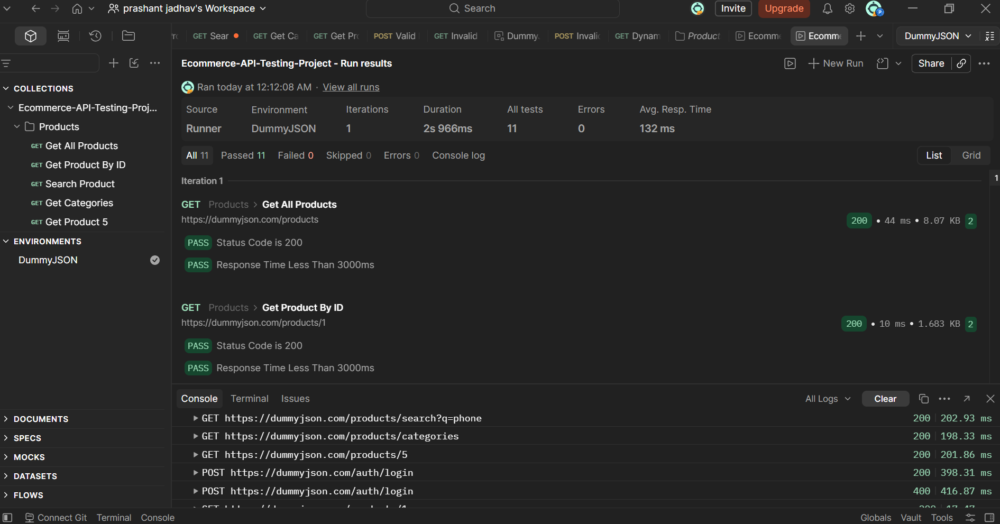 prashant jadhav's Workspace
Search
Invite
Upgrade
GET Sear
GET Get Ca
GET Get Pr
POST Valid
GET Invalid
Dummy
POST Invali
GET Dynam
Product
Ecomm
Ecomm
DummyJSON
COLLECTIONS
Ecommerce-API-Testing-Proj...
Products
GET Get All Products
GET Get Product By ID
GET Search Product
GET Get Categories
GET Get Product 5
ENVIRONMENTS
DummyJSON
DOCUMENTS
SPECS
MOCKS
DATASETS
FLOWS
Ecommerce-API-Testing-Project - Run results
New Run
Share
Ran today at 12:12:08 AM · View all runs
Source Environment Iterations Duration All tests Errors Avg. Resp. Time
Runner DummyJSON 1 2s 966ms 11 0 132 ms
All 11 Passed 11 Failed 0 Skipped 0 Errors 0 Console log
List Grid
Iteration 1
1
GET Products > Get All Products
https://dummyjson.com/products
200 • 44 ms • 8.07 KB 2
PASS Status Code is 200
PASS Response Time Less Than 3000ms
GET Products > Get Product By ID
https://dummyjson.com/products/1
200 • 10 ms • 1.683 KB 2
PASS Status Code is 200
PASS Response Time Less Than 3000ms
Console Terminal Issues
All Logs Clear
GET https://dummyjson.com/products/search?q=phone 200 202.93 ms
GET https://dummyjson.com/products/categories 200 198.33 ms
GET https://dummyjson.com/products/5 200 201.86 ms
POST https://dummyjson.com/auth/login 200 398.31 ms
POST https://dummyjson.com/auth/login 400 416.87 ms
Connect Git Terminal Console
Globals Vault Tools